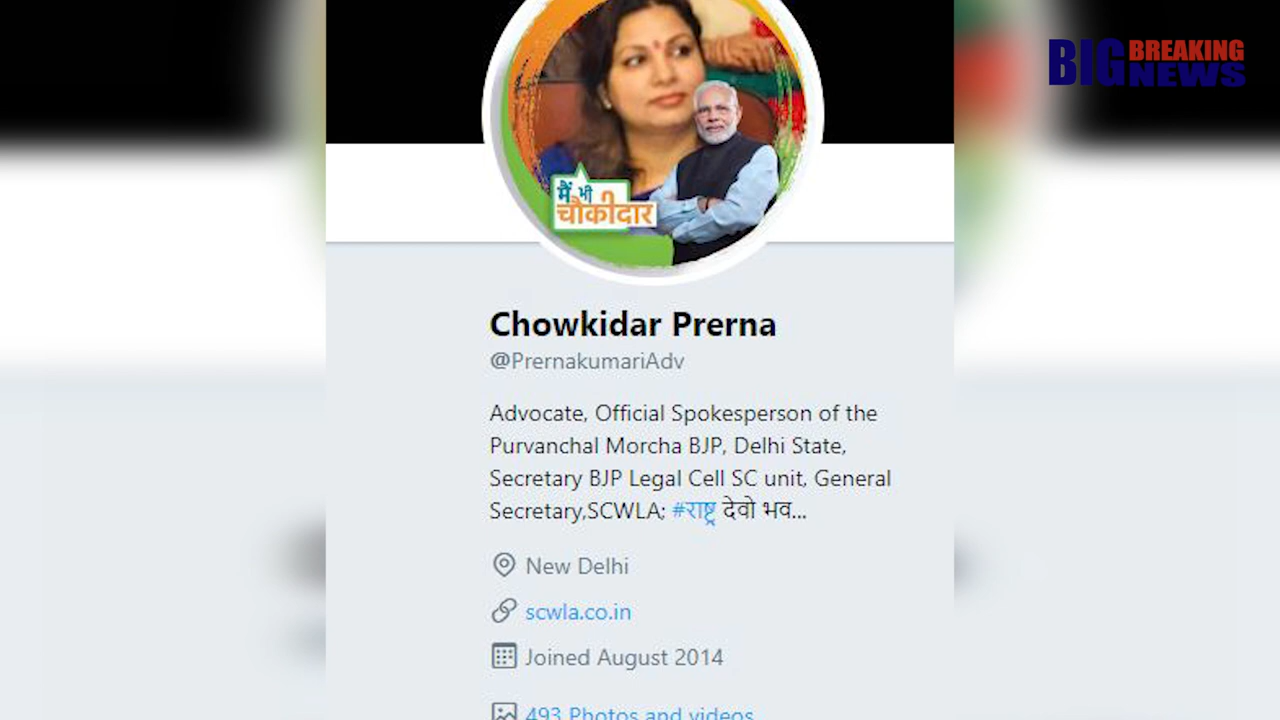 BIG BREAKING NEWS
मैं भी
चौकीदार
Chowkidar Prerna
@PrernakumariAdv
Advocate, Official Spokesperson of the
Purvanchal Morcha BJP, Delhi State,
Secretary BJP Legal Cell SC unit, General
Secretary,SCWLA; #राष्ट्र देवो भव...
New Delhi
scwla.co.in
Joined August 2014
493 Photos and videos